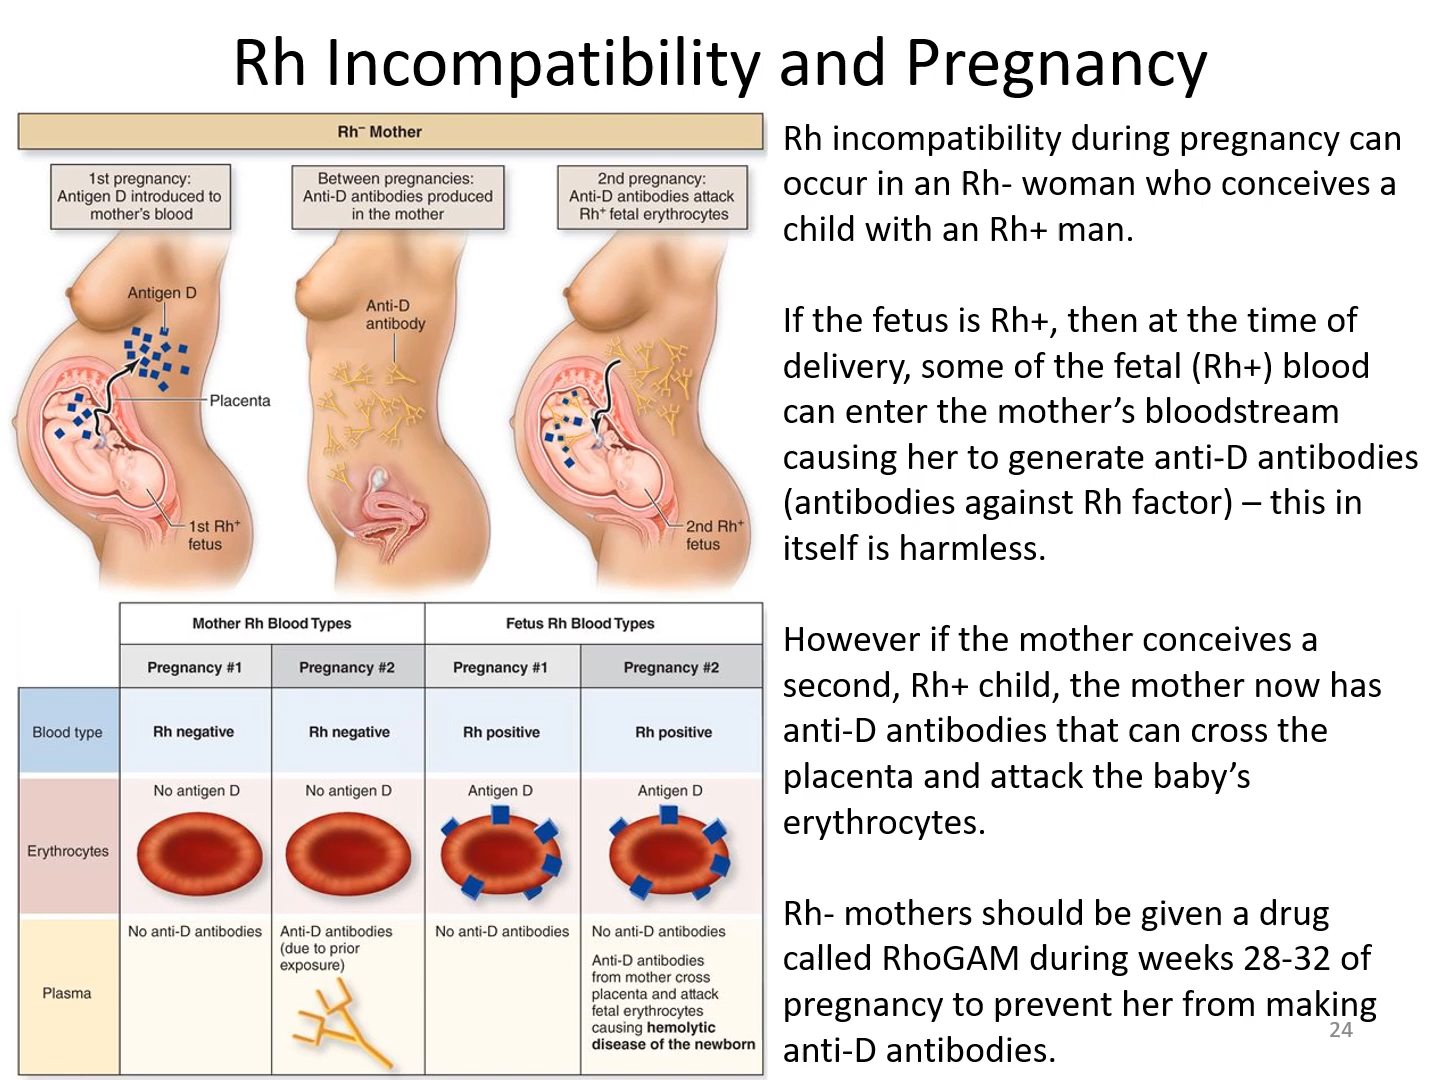 Rh Incompatibility and Pregnancy
Rh⁻ Mother
1st pregnancy:
Antigen D introduced to
mother's blood
Between pregnancies:
Anti-D antibodies produced
in the mother
2nd pregnancy:
Anti-D antibodies attack
Rh⁺ fetal erythrocytes
Antigen D
Placenta
1st Rh⁺
fetus
Anti-D
antibody
2nd Rh⁺
fetus
Mother Rh Blood Types
Fetus Rh Blood Types
Pregnancy #1
Pregnancy #2
Pregnancy #1
Pregnancy #2
Blood type
Rh negative
Rh negative
Rh positive
Rh positive
Erythrocytes
No antigen D
No antigen D
Antigen D
Antigen D
Plasma
No anti-D antibodies
Anti-D antibodies
(due to prior
exposure)
No anti-D antibodies
No anti-D antibodies
Anti-D antibodies
from mother cross
placenta and attack
fetal erythrocytes
causing hemolytic
disease of the newborn
Rh incompatibility during pregnancy can
occur in an Rh- woman who conceives a
child with an Rh+ man.
If the fetus is Rh+, then at the time of
delivery, some of the fetal (Rh+) blood
can enter the mother's bloodstream
causing her to generate anti-D antibodies
(antibodies against Rh factor) – this in
itself is harmless.
However if the mother conceives a
second, Rh+ child, the mother now has
anti-D antibodies that can cross the
placenta and attack the baby's
erythrocytes.
Rh- mothers should be given a drug
called RhoGAM during weeks 28-32 of
pregnancy to prevent her from making
anti-D antibodies.
24